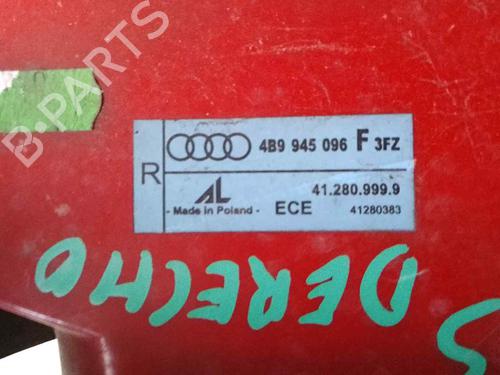 B-PARTS
4B9 945 096 F 3FZ
R
AL
41.280.999.9
- Made in Poland - ECE 41280383
DERECHO
S